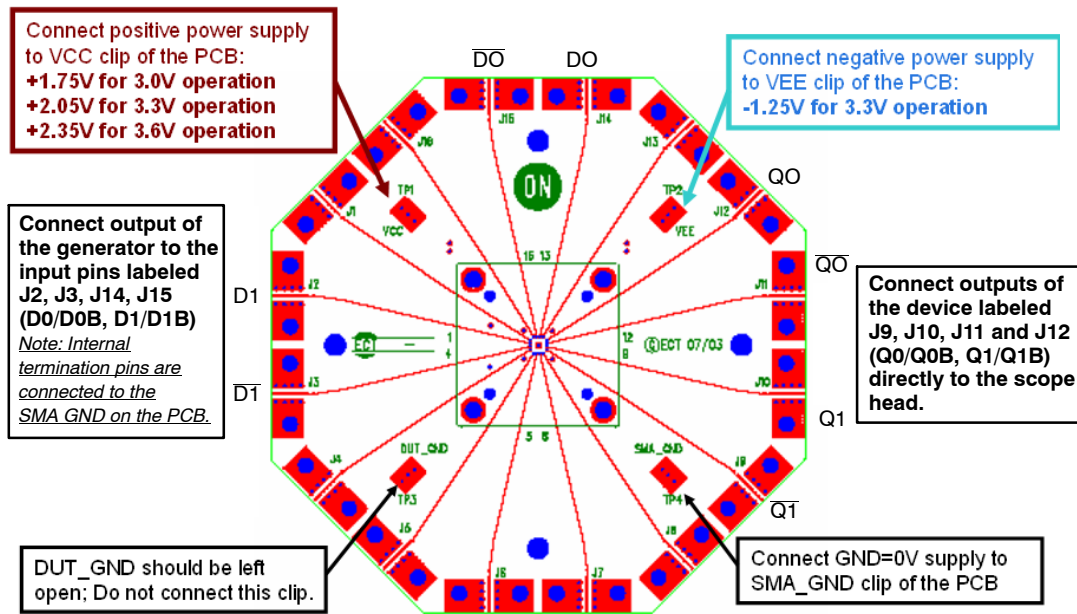 Connect positive power supply
to VCC clip of the PCB:
+1.75V for 3.0V operation
+2.05V for 3.3V operation
+2.35V for 3.6V operation
D̅O̅
DO
Connect negative power supply
to VEE clip of the PCB:
-1.25V for 3.3V operation
J15
J14
J16
J13
ON
TP1
VCC
TP2
VEE
QO
J1
J12
Connect output of
the generator to the
input pins labeled
J2, J3, J14, J15
(D0/D0B, D1/D1B)
Note: Internal
termination pins are
connected to the
SMA GND on the PCB.
16 13
J2
J11
Q̅O̅
D1
Connect outputs of
the device labeled
J9, J10, J11 and J12
(Q0/Q0B, Q1/Q1B)
directly to the scope
head.
EC
1
4
12
9
©ECT 07/03
J3
J10
D̅1̅
Q1
5 8
DUT_GND
TP3
SMA_GND
TP4
J4
J9
Q̅1̅
J5
J8
J6
J7
DUT_GND should be left
open; Do not connect this clip.
Connect GND=0V supply to
SMA_GND clip of the PCB